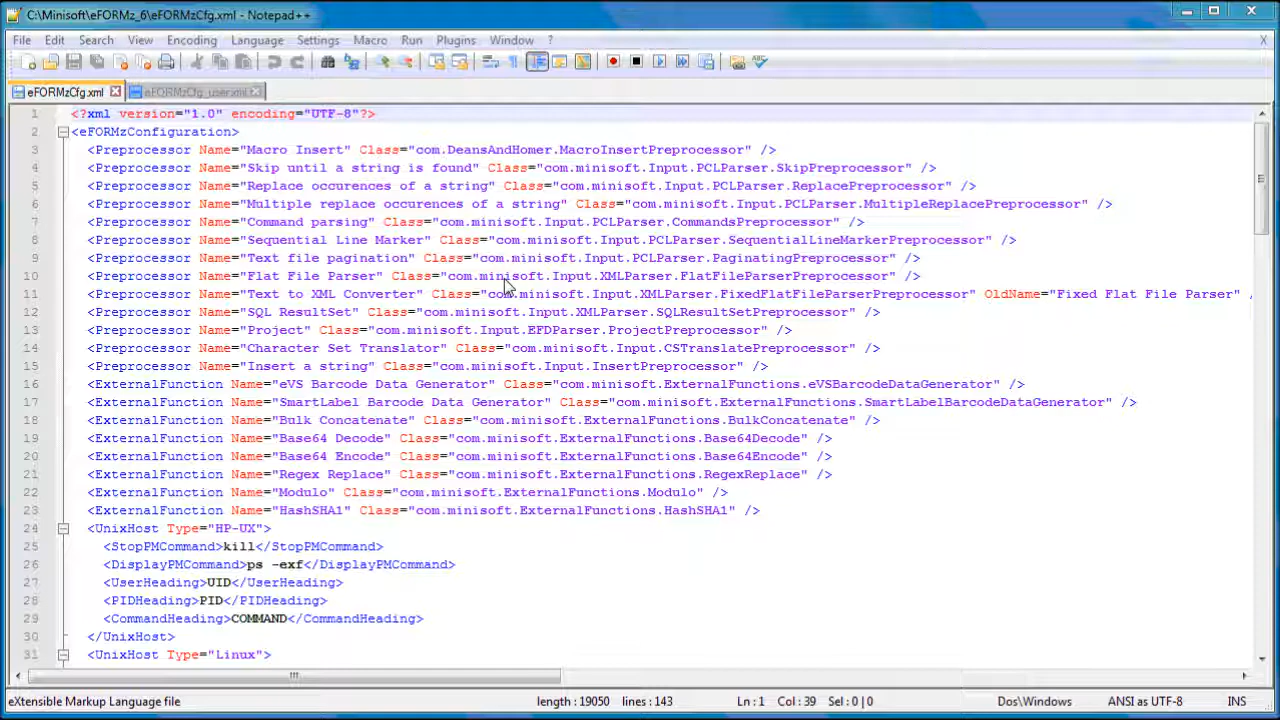 C:\Minisoft\eFORMz_6\eFORMzCfg.xml - Notepad++
File Edit Search View Encoding Language Settings Macro Run Plugins Window ? X
eFORMzCfg.xml eFORMzCfg_user.xml
1 <?xml version="1.0" encoding="UTF-8"?>
2 <eFORMzConfiguration>
3 <Preprocessor Name="Macro Insert" Class="com.DeansAndHomer.MacroInsertPreprocessor" />
4 <Preprocessor Name="Skip until a string is found" Class="com.minisoft.Input.PCLParser.SkipPreprocessor" />
5 <Preprocessor Name="Replace occurences of a string" Class="com.minisoft.Input.PCLParser.ReplacePreprocessor" />
6 <Preprocessor Name="Multiple replace occurences of a string" Class="com.minisoft.Input.PCLParser.MultipleReplacePreprocessor" />
7 <Preprocessor Name="Command parsing" Class="com.minisoft.Input.PCLParser.CommandsPreprocessor" />
8 <Preprocessor Name="Sequential Line Marker" Class="com.minisoft.Input.PCLParser.SequentialLineMarkerPreprocessor" />
9 <Preprocessor Name="Text file pagination" Class="com.minisoft.Input.PCLParser.PaginatingPreprocessor" />
10 <Preprocessor Name="Flat File Parser" Class="com.minisoft.Input.XMLParser.FlatFileParserPreprocessor" />
11 <Preprocessor Name="Text to XML Converter" Class="com.minisoft.Input.XMLParser.FixedFlatFileParserPreprocessor" OldName="Fixed Flat File Parser" /
12 <Preprocessor Name="SQL ResultSet" Class="com.minisoft.Input.XMLParser.SQLResultSetPreprocessor" />
13 <Preprocessor Name="Project" Class="com.minisoft.Input.EFDParser.ProjectPreprocessor" />
14 <Preprocessor Name="Character Set Translator" Class="com.minisoft.Input.CSTranslatePreprocessor" />
15 <Preprocessor Name="Insert a string" Class="com.minisoft.Input.InsertPreprocessor" />
16 <ExternalFunction Name="eVS Barcode Data Generator" Class="com.minisoft.ExternalFunctions.eVSBarcodeDataGenerator" />
17 <ExternalFunction Name="SmartLabel Barcode Data Generator" Class="com.minisoft.ExternalFunctions.SmartLabelBarcodeDataGenerator" />
18 <ExternalFunction Name="Bulk Concatenate" Class="com.minisoft.ExternalFunctions.BulkConcatenate" />
19 <ExternalFunction Name="Base64 Decode" Class="com.minisoft.ExternalFunctions.Base64Decode" />
20 <ExternalFunction Name="Base64 Encode" Class="com.minisoft.ExternalFunctions.Base64Encode" />
21 <ExternalFunction Name="Regex Replace" Class="com.minisoft.ExternalFunctions.RegexReplace" />
22 <ExternalFunction Name="Modulo" Class="com.minisoft.ExternalFunctions.Modulo" />
23 <ExternalFunction Name="HashSHA1" Class="com.minisoft.ExternalFunctions.HashSHA1" />
24 <UnixHost Type="HP-UX">
25 <StopPMCommand>kill</StopPMCommand>
26 <DisplayPMCommand>ps -exf</DisplayPMCommand>
27 <UserHeading>UID</UserHeading>
28 <PIDHeading>PID</PIDHeading>
29 <CommandHeading>COMMAND</CommandHeading>
30 </UnixHost>
31 <UnixHost Type="Linux">
eXtensible Markup Language file length : 19050 lines : 143 Ln : 1 Col : 39 Sel : 0 | 0 Dos\Windows ANSI as UTF-8 INS